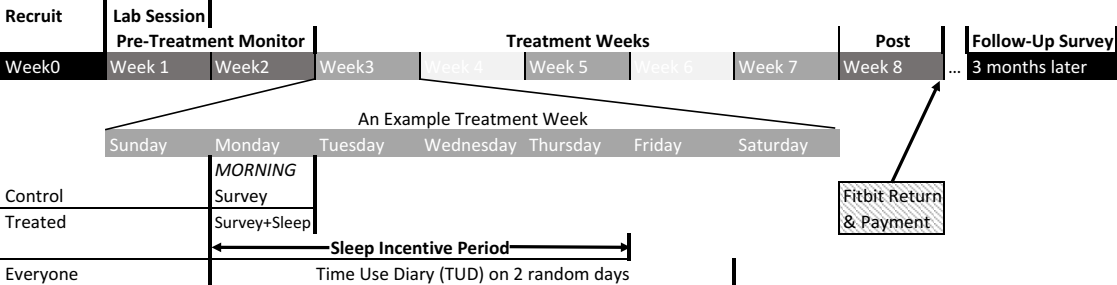 Recruit Lab Session
Pre-Treatment Monitor Treatment Weeks Post Follow-Up Survey
Week0 Week 1 Week2 Week3 Week 4 Week 5 Week 6 Week 7 Week 8 ... 3 months later
An Example Treatment Week
Sunday Monday Tuesday Wednesday Thursday Friday Saturday
MORNING
Control Survey Fitbit Return
Treated Survey+Sleep & Payment
Sleep Incentive Period
Everyone Time Use Diary (TUD) on 2 random days